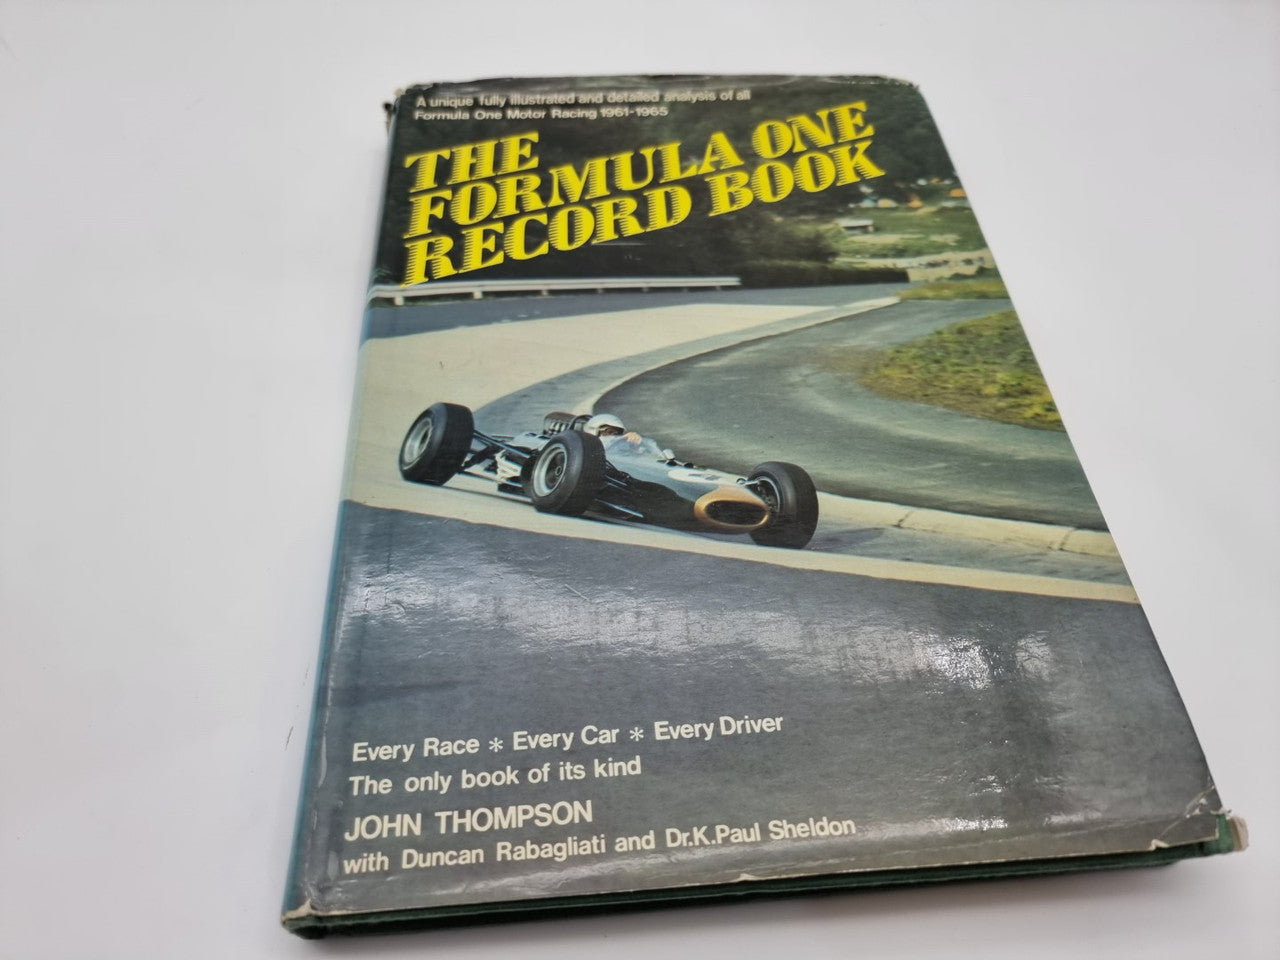 A unique fully illustrated and detailed analysis of all
Formula One Motor Racing 1961-1965
THE
FORMULA ONE
RECORD BOOK
Every Race * Every Car * Every Driver
The only book of its kind
JOHN THOMPSON
with Duncan Rabagliati and Dr.K.Paul Sheldon